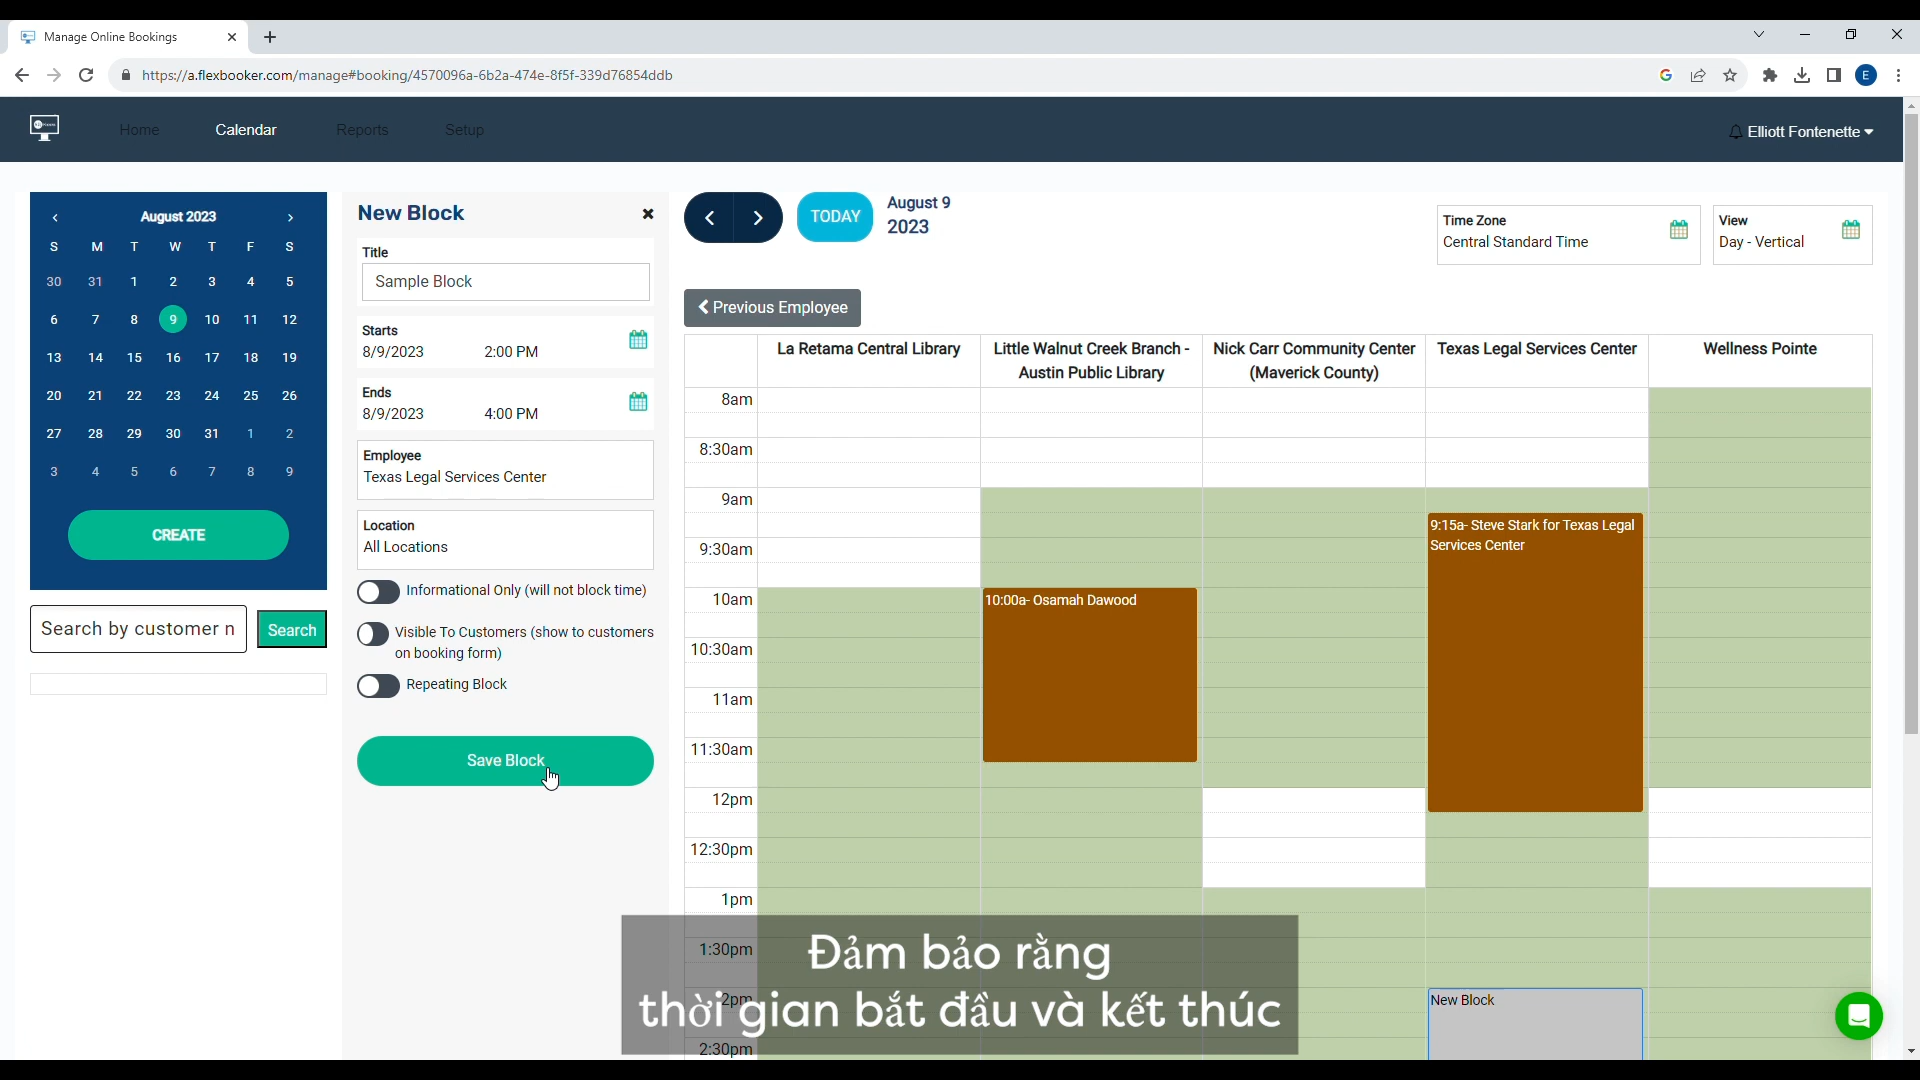 Manage Online Bookings
https://a.flexbooker.com/manage#booking/4570096a-6b2a-474e-8f5f-339d76854ddb
E
Home
Calendar
Reports
Setup
Elliott Fontenette
August 2023
S M T W T F S
30 31 1 2 3 4 5
6 7 8 9 10 11 12
13 14 15 16 17 18 19
20 21 22 23 24 25 26
27 28 29 30 31 1 2
3 4 5 6 7 8 9
CREATE
Search by customer n
Search
New Block
Title
Sample Block
Starts
8/9/2023 2:00 PM
Ends
8/9/2023 4:00 PM
Employee
Texas Legal Services Center
Location
All Locations
Informational Only (will not block time)
Visible To Customers (show to customers
on booking form)
Repeating Block
Save Block
TODAY
August 9
2023
Time Zone
Central Standard Time
View
Day - Vertical
Previous Employee
La Retama Central Library
Little Walnut Creek Branch -
Austin Public Library
Nick Carr Community Center
(Maverick County)
Texas Legal Services Center
Wellness Pointe
8am
8:30am
9am
9:30am
10am
10:30am
11am
11:30am
12pm
12:30pm
1pm
1:30pm
2pm
2:30pm
9:15a- Steve Stark for Texas Legal
Services Center
10:00a- Osamah Dawood
New Block
Đảm bảo rằng
thời gian bắt đầu và kết thúc